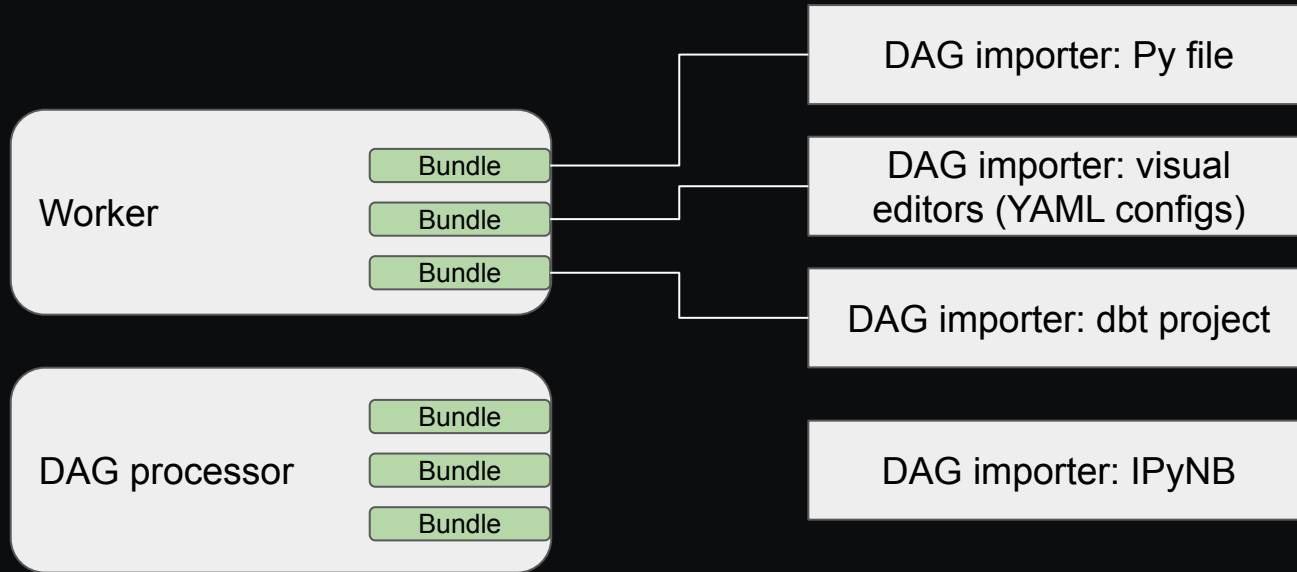 Worker
Bundle
Bundle
Bundle
DAG processor
Bundle
Bundle
Bundle
DAG importer: Py file
DAG importer: visual
editors (YAML configs)
DAG importer: dbt project
DAG importer: IPyNB